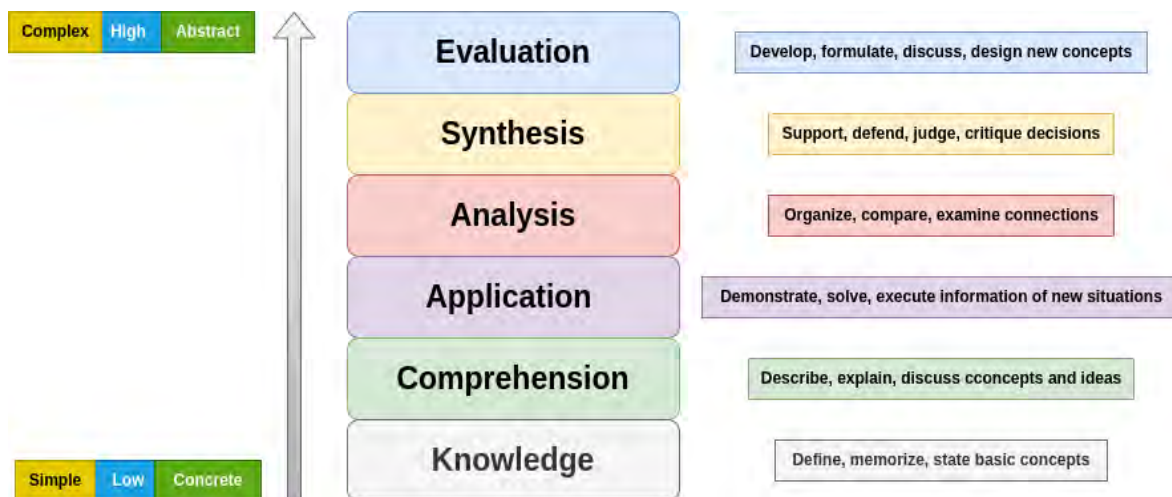 Complex High Abstract
Evaluation
Develop, formulate, discuss, design new concepts
Synthesis
Support, defend, judge, critique decisions
Analysis
Organize, compare, examine connections
Application
Demonstrate, solve, execute information of new situations
Comprehension
Describe, explain, discuss cconcepts and ideas
Knowledge
Define, memorize, state basic concepts
Simple Low Concrete